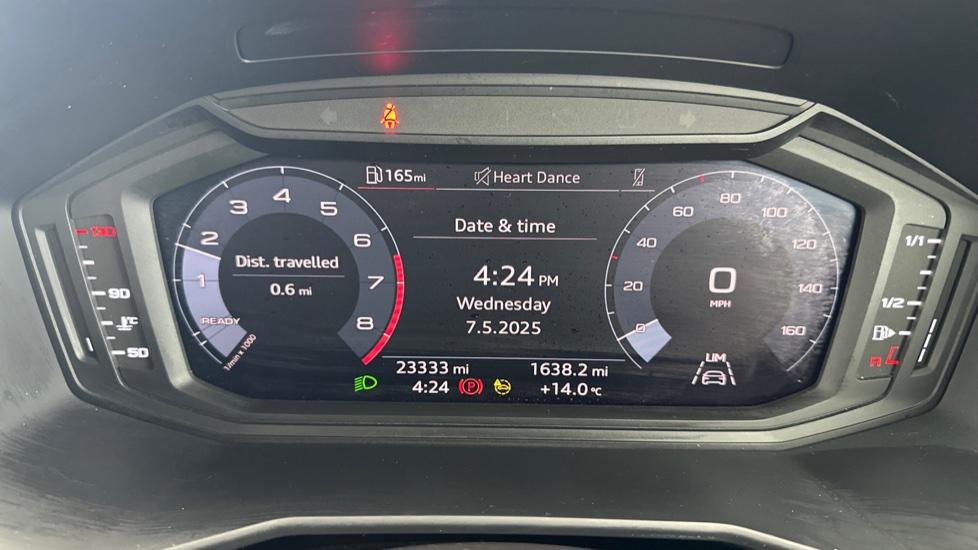 165mi Heart Dance
Date & time
4:24 PM
Wednesday
7.5.2025
Dist. travelled
0.6 mi
1 2 3 4 5 6 7 8
READY
1/min x 1000
0 20 40 60 80 100 120 140 160
0
MPH
LIM
23333 mi 1638.2 mi
4:24 P +14.0 °C
130
90
°C
50
1/1
1/2